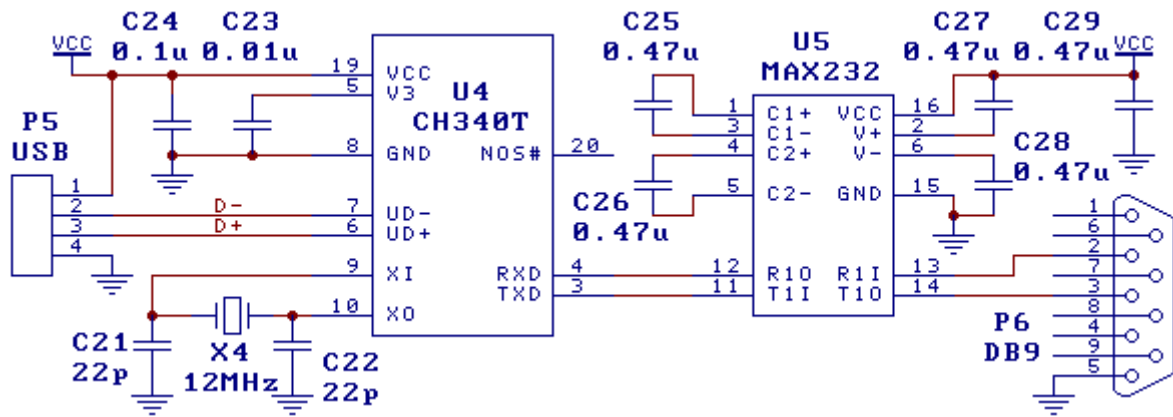 C24 C23 C25 C27 C29
VCC 0.1u 0.01u 0.47u U5 0.47u 0.47u VCC
MAX232
19 VCC
5 V3 U4
P5 CH340T 1 C1+ VCC 16
USB 3 C1- V+ 2
8 GND NOS# 20 4 C2+ V- 6 C28
0.47u
1 5 C2- GND 15
2 D- 7 UD- C26 1
3 D+ 6 UD+ 0.47u 6
4 2
9 XI RXD 4 12 R1O R1I 13 7
TXD 3 11 T1I T1O 14 3
10 XO P6 8
C21 X4 C22 DB9 4
22p 12MHz 22p 9
5